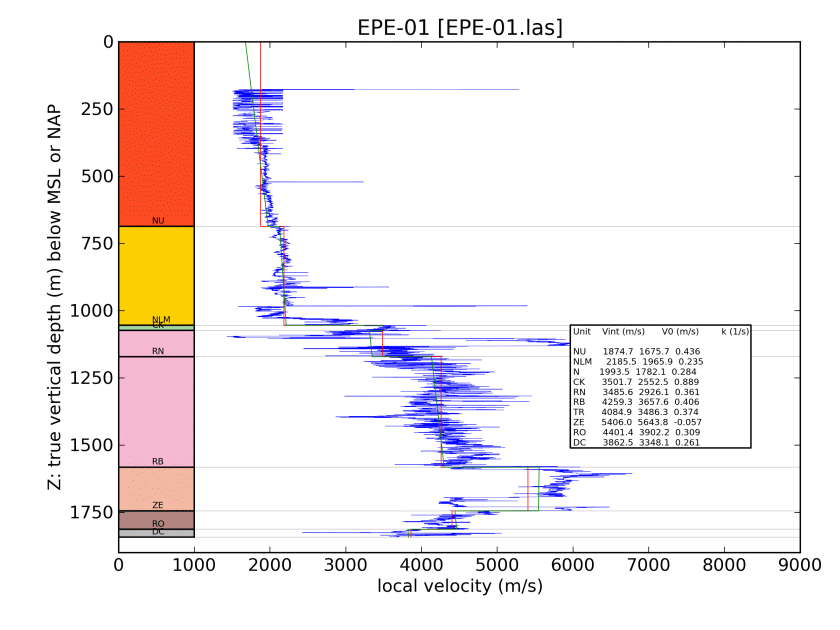 EPE-01 [EPE-01.las]
0
250
500
750
1000
1250
1500
1750
Z: true vertical depth (m) below MSL or NAP
NU
NLM
CK
RN
RB
ZE
RO
DC
Unit Vint (m/s) V0 (m/s) k (1/s)
NU 1874.7 1675.7 0.436
NLM 2185.5 1965.9 0.235
N 1993.5 1782.1 0.284
CK 3501.7 2552.5 0.889
RN 3485.6 2926.1 0.361
RB 4259.3 3657.6 0.406
TR 4084.9 3486.3 0.374
ZE 5406.0 5643.8 -0.057
RO 4401.4 3902.2 0.309
DC 3862.5 3348.1 0.261
0 1000 2000 3000 4000 5000 6000 7000 8000 9000
local velocity (m/s)